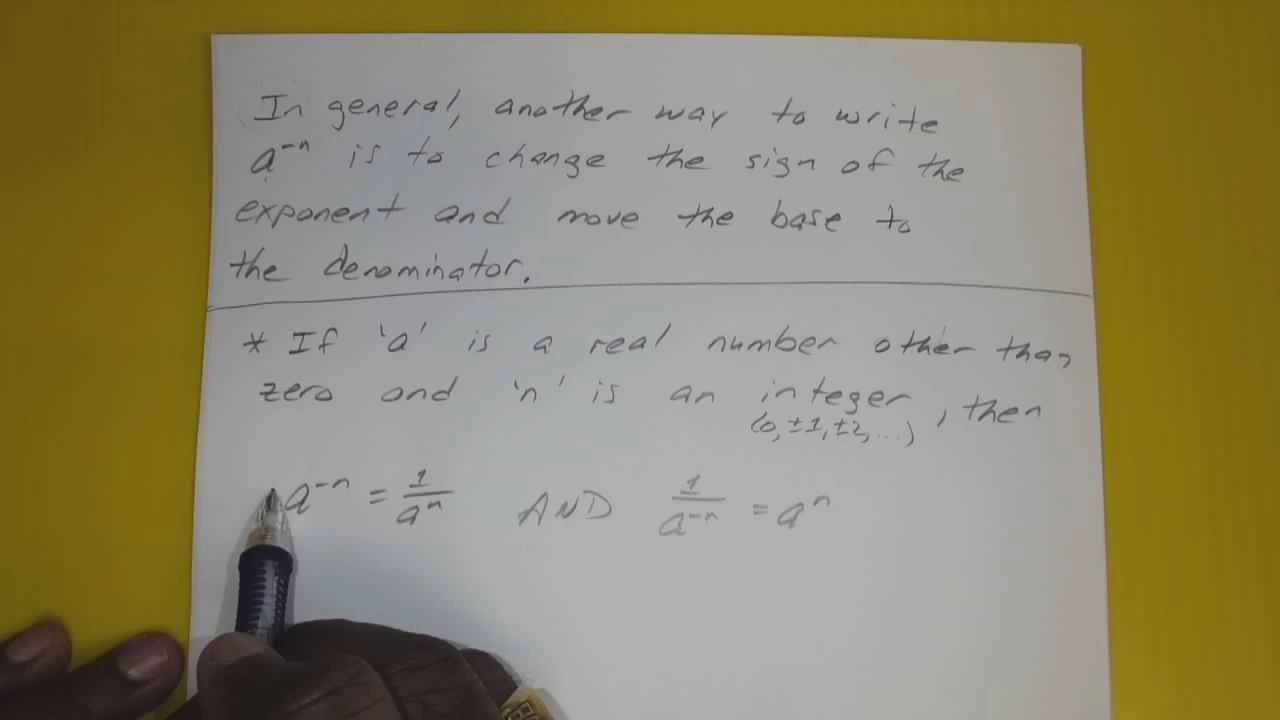 In general, another way to write
a⁻ⁿ is to change the sign of the
exponent and move the base to
the denominator.
* If 'a' is a real number other than
zero and 'n' is an integer, then
(0, ±1, ±2, ...)
a⁻ⁿ = 1/aⁿ AND 1/a⁻ⁿ = aⁿ